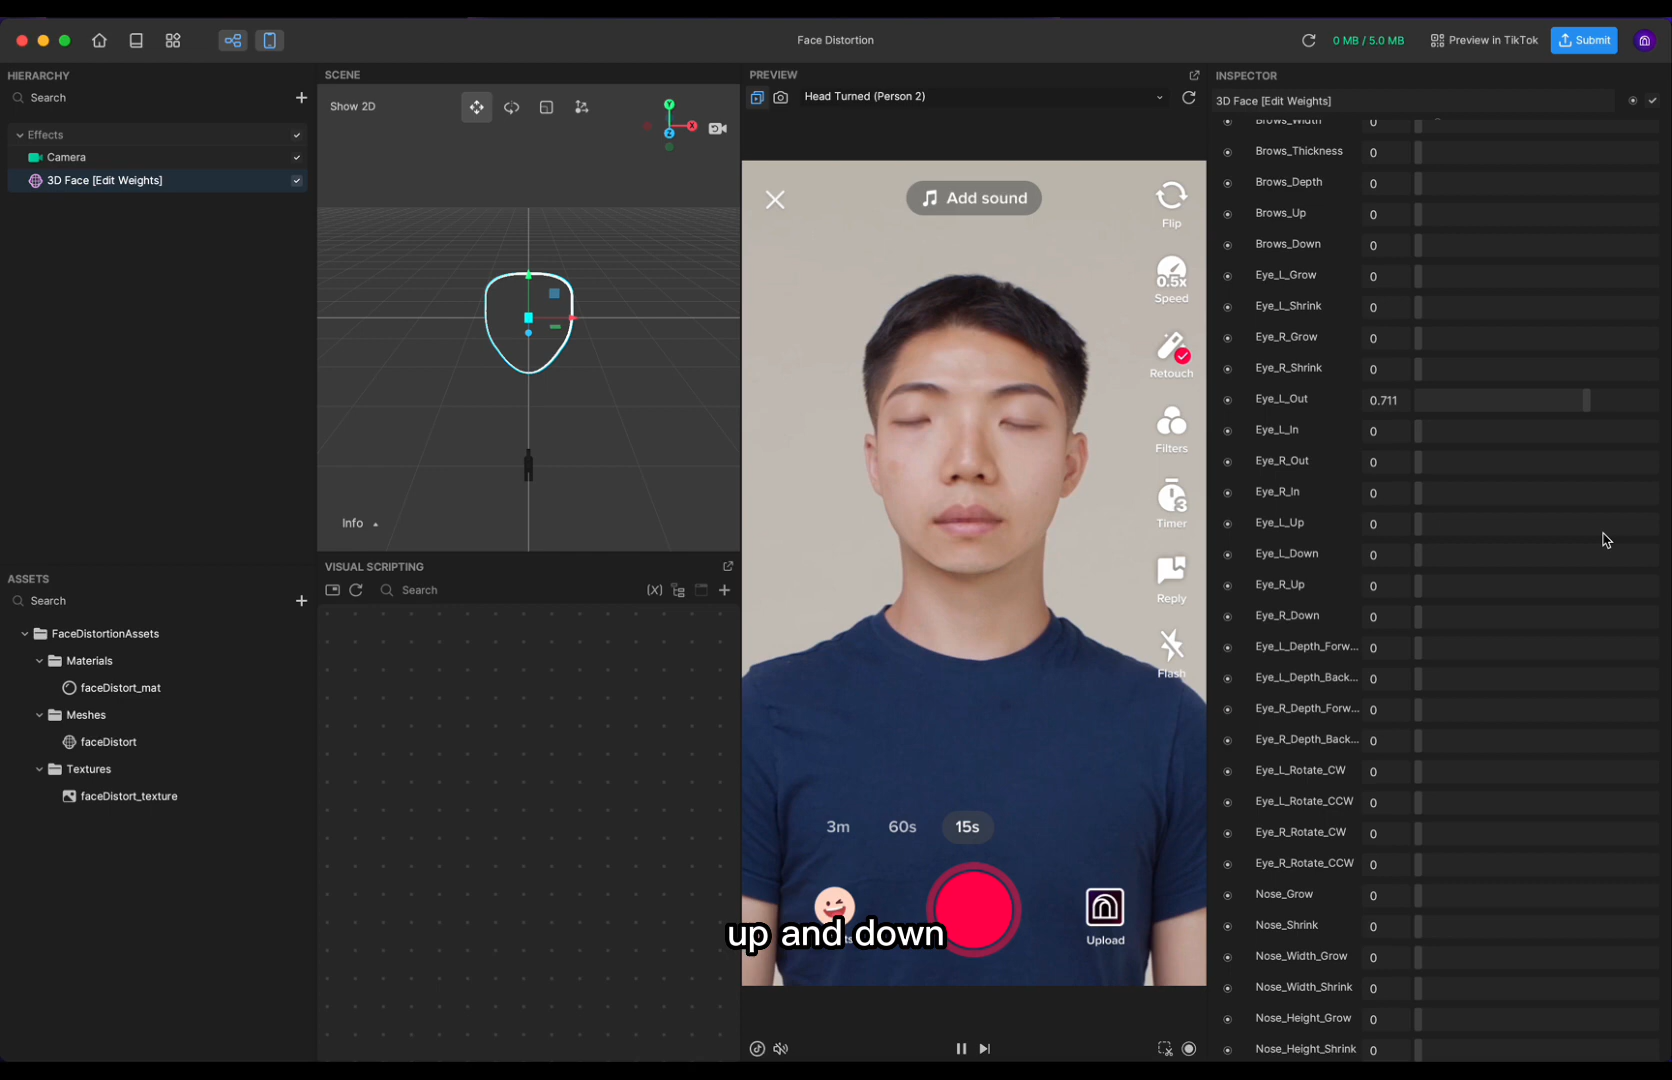 Face Distortion
0 MB / 5.0 MB
Preview in TikTok
Submit
HIERARCHY
Search
Effects
Camera
3D Face [Edit Weights]
ASSETS
Search
FaceDistortionAssets
Materials
faceDistort_mat
Meshes
faceDistort
Textures
faceDistort_texture
SCENE
Show 2D
Y
X
Z
Info
VISUAL SCRIPTING
Search
(X)
PREVIEW
Head Turned (Person 2)
Add sound
Flip
0.5x
Speed
Retouch
Filters
3
Timer
Reply
Flash
3m 60s 15s
Upload
up and down
INSPECTOR
3D Face [Edit Weights]
Brows_Width 0
Brows_Thickness 0
Brows_Depth 0
Brows_Up 0
Brows_Down 0
Eye_L_Grow 0
Eye_L_Shrink 0
Eye_R_Grow 0
Eye_R_Shrink 0
Eye_L_Out 0.711
Eye_L_In 0
Eye_R_Out 0
Eye_R_In 0
Eye_L_Up 0
Eye_L_Down 0
Eye_R_Up 0
Eye_R_Down 0
Eye_L_Depth_Forw... 0
Eye_L_Depth_Back... 0
Eye_R_Depth_Forw... 0
Eye_R_Depth_Back... 0
Eye_L_Rotate_CW 0
Eye_L_Rotate_CCW 0
Eye_R_Rotate_CW 0
Eye_R_Rotate_CCW 0
Nose_Grow 0
Nose_Shrink 0
Nose_Width_Grow 0
Nose_Width_Shrink 0
Nose_Height_Grow 0
Nose_Height_Shrink 0